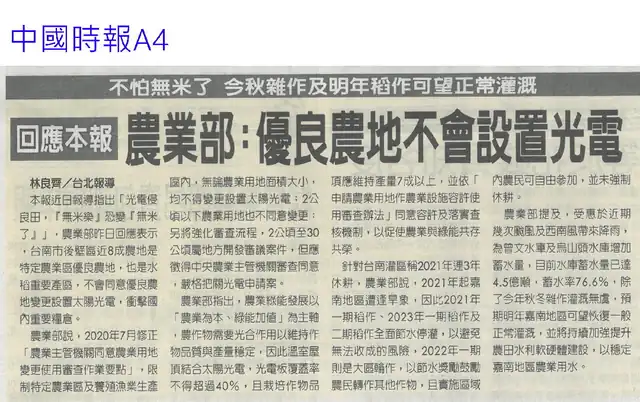 中國時報A4
不怕無米了 今秋雜作及明年稻作可望正常灌溉
回應本報
農業部：優良農地不會設置光電
林良齊／台北報導
本報近日報導指出「光電優
良田，『無米樂』恐變『無米
了』」，農業部昨日回應表示
，台南市後壁區近8成農地是
特定農業區優良農地，也是水
稻重要產區，不會同意優良農
地變更設置太陽光電，衝擊國
內重要糧倉。
農業部說，2020年7月修正
「農業主管機關同意農業用地
變更使用審查作業要點」，限
制特定農業區及養殖漁業生產
區內，無論農業用地面積大小，
均不得變更設置太陽光電；2公
頃以下農業用地也不同意變更；
另將強化審查流程，2公頃至30
公頃屬地方開發審議案件，但應
徵得中央農業主管機關審查同意
，嚴格把關光電申請案。
農業部指出，農業綠能發展以
「農業為本、綠能加值」為主軸
，農作物需要光合作用以維持作
物品質與產量穩定，因此溫室屋
頂結合太陽光電，光電板覆蓋率
不得超過40%，且栽培作物品
項應維持產量7成以上，並依「
申請農業用地作農業設施容許使
用審查辦法」同意容許及落實查
核機制，以促使農業與綠能共存
共榮。
針對台南灌區稱2021年連3年
休耕，農業部說，2021年起嘉
南地區遭逢旱象，因此2021年
一期稻作、2023年一期稻作及
二期稻作全面節水停灌，以避免
無法收成的風險，2022年一期
則是大區輪作，以節水獎勵鼓勵
農民轉作其他作物，且實施區域
內農民可自由參加，並未強制
休耕。
農業部提及，受惠於近期
幾次颱風及西南風帶來降雨，
為曾文水庫及烏山頭水庫增加
蓄水量，目前水庫蓄水量已達
4.5億噸，蓄水率76.6%，除
了今年秋冬雜作灌溉無虞，預
期明年嘉南地區可望恢復一般
正常灌溉，並將持續加強提升
農田水利軟硬體建設，以穩定
嘉南地區農業用水。